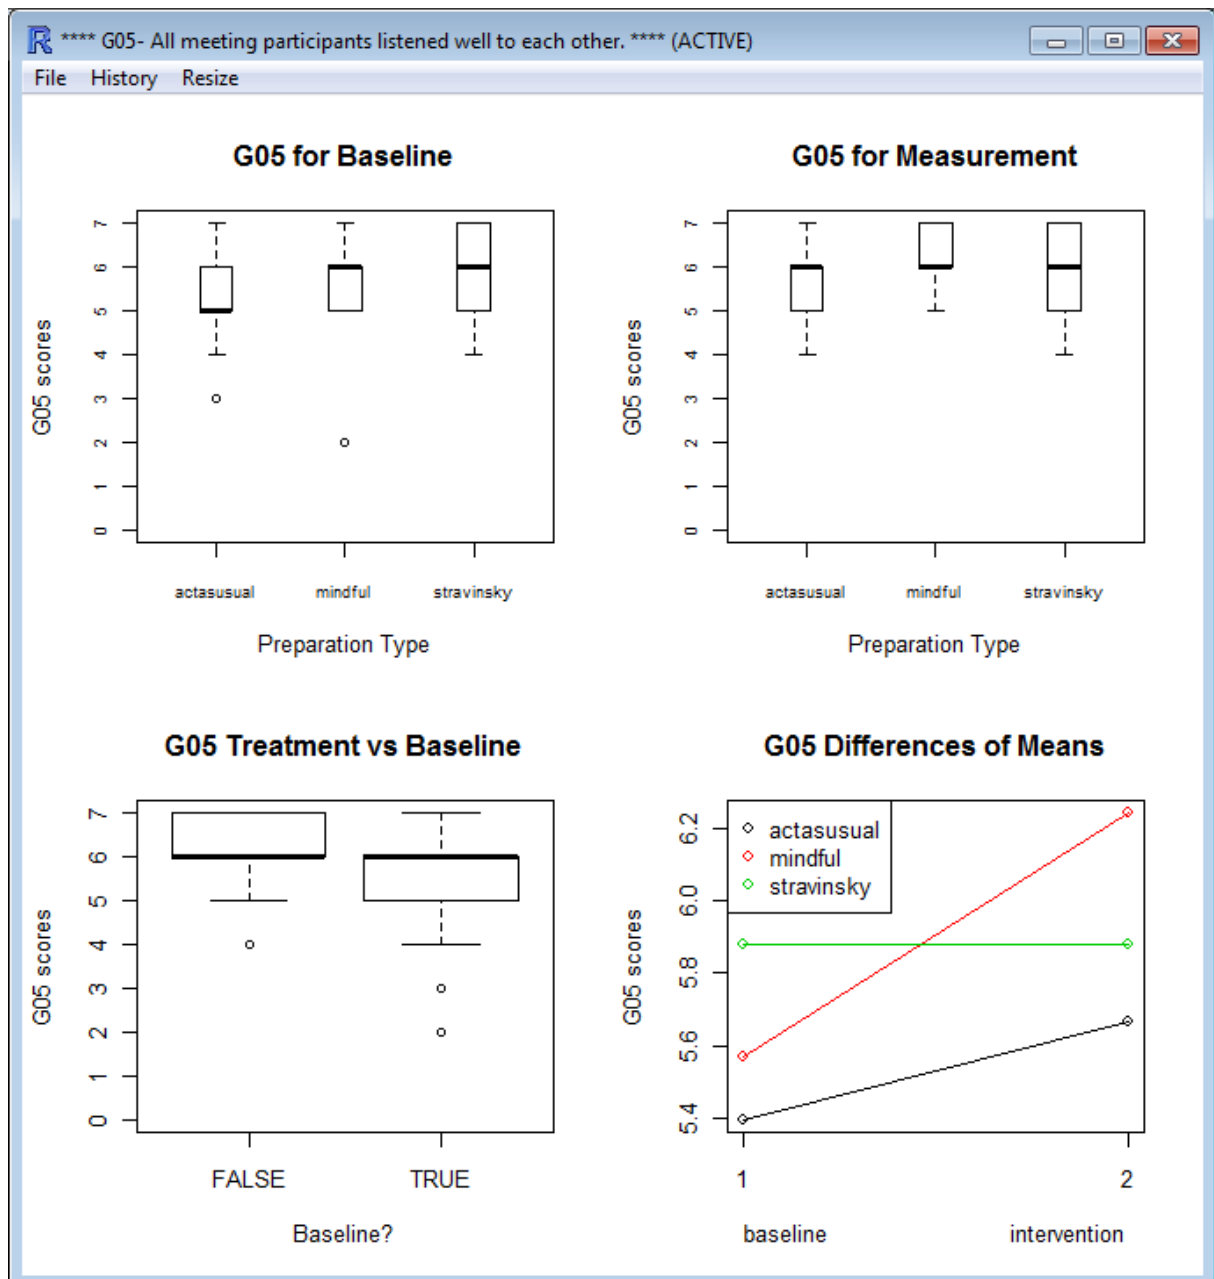 **** G05- All meeting participants listened well to each other. **** (ACTIVE)
File History Resize
G05 for Baseline
G05 scores
7
6
5
4
3
2
1
0
actasusual mindful stravinsky
Preparation Type
G05 for Measurement
G05 scores
7
6
5
4
3
2
1
0
actasusual mindful stravinsky
Preparation Type
G05 Treatment vs Baseline
G05 scores
7
6
5
4
3
2
1
0
FALSE TRUE
Baseline?
G05 Differences of Means
actasusual
mindful
stravinsky
G05 scores
6.2
6.0
5.8
5.6
5.4
1 2
baseline intervention